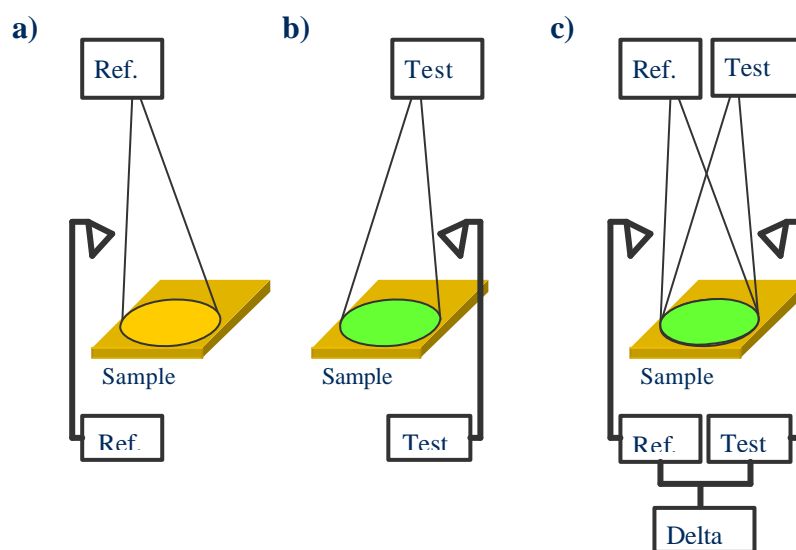 a)
b)
c)
Ref.
Test
Ref.
Test
Sample
Sample
Sample
Ref.
Test
Ref.
Test
Delta